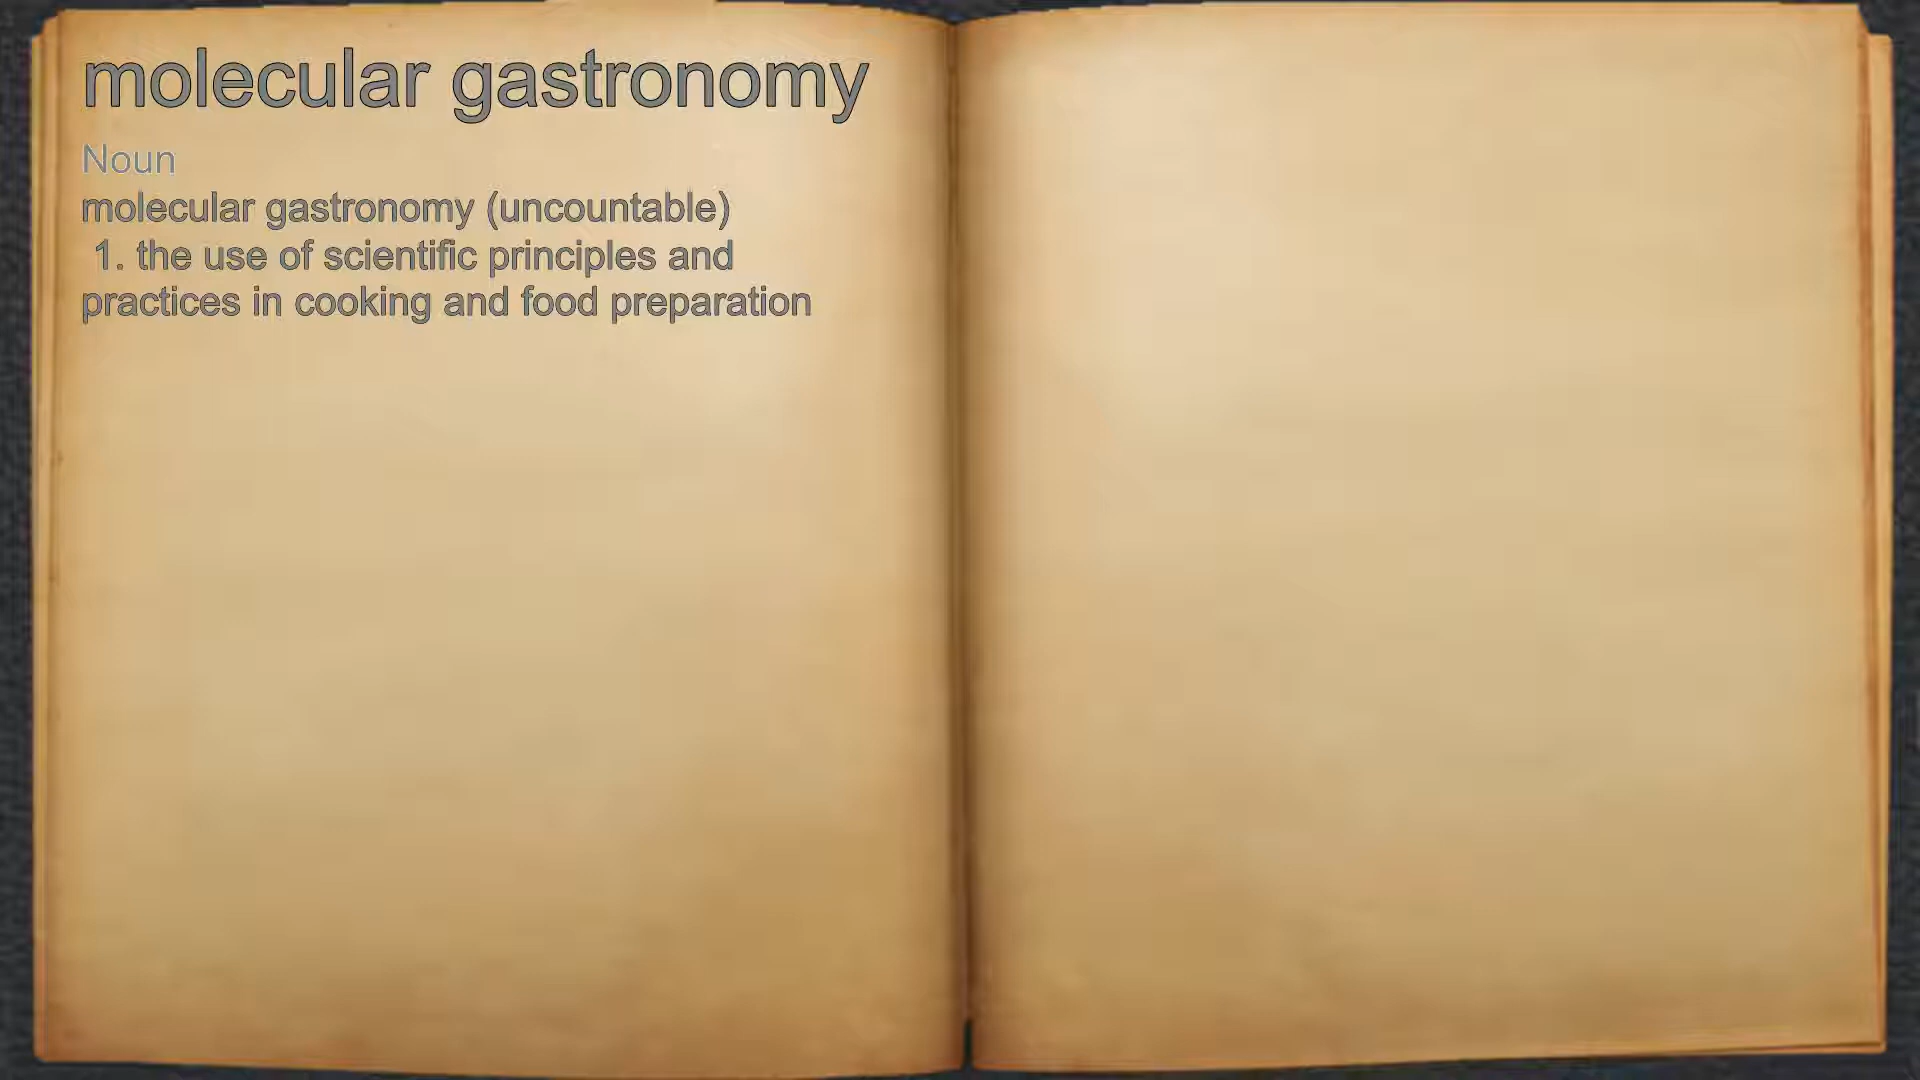 molecular gastronomy
Noun
molecular gastronomy (uncountable)
1. the use of scientific principles and
practices in cooking and food preparation